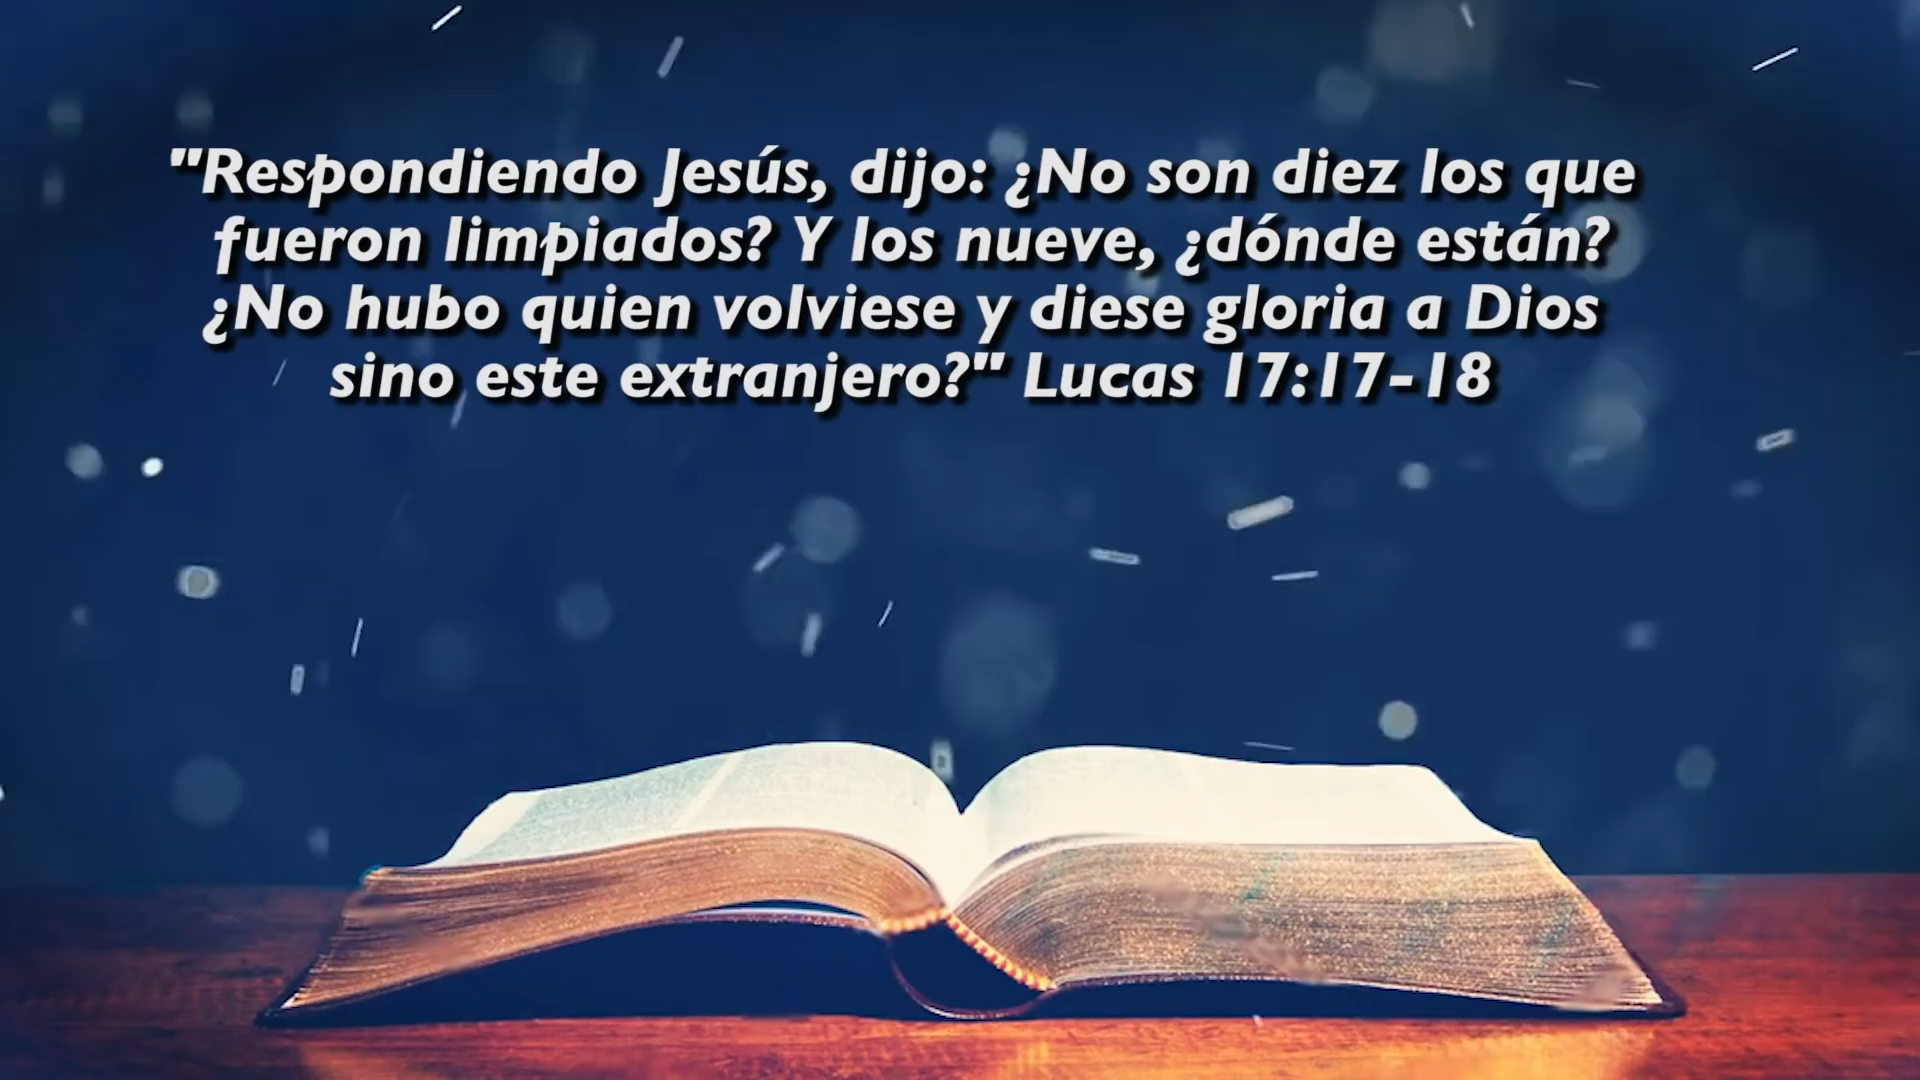 "Respondiendo Jesús, dijo: ¿No son diez los que
fueron limpiados? Y los nueve, ¿dónde están?
¿No hubo quien volviese y diese gloria a Dios
sino este extranjero?" Lucas 17:17-18